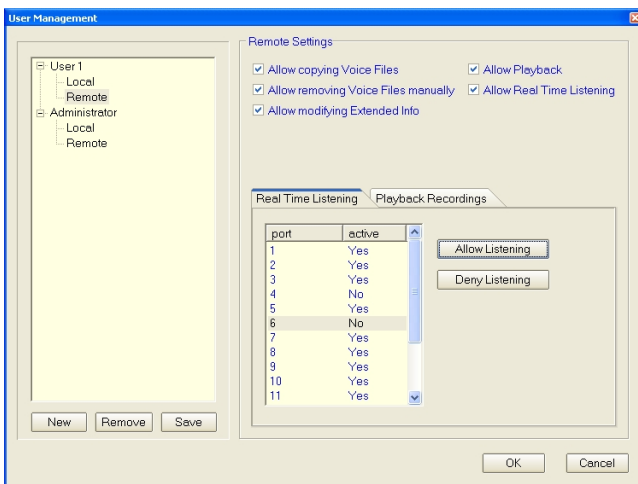 User Management
User 1
Local
Remote
Administrator
Local
Remote
New Remove Save
Remote Settings
Allow copying Voice Files Allow Playback
Allow removing Voice Files manually Allow Real Time Listening
Allow modifying Extended Info
Real Time Listening Playback Recordings
port active
1 Yes
2 Yes
3 Yes
4 No
5 Yes
6 No
7 Yes
8 Yes
9 Yes
10 Yes
11 Yes
Allow Listening
Deny Listening
OK Cancel